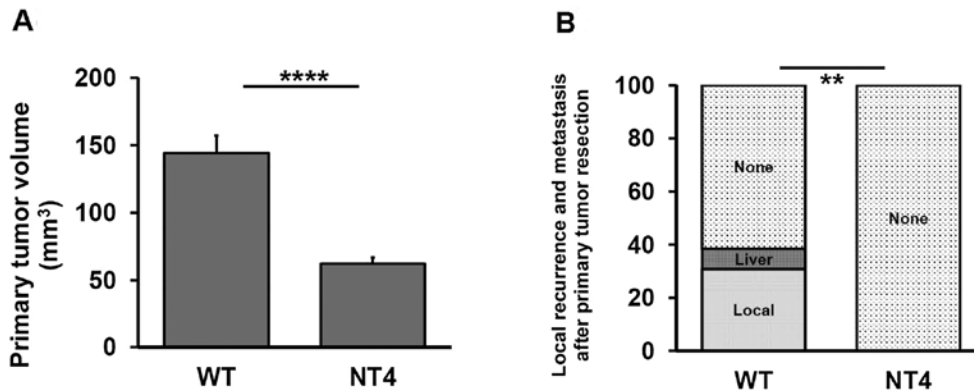 A
Primary tumor volume
(mm³)
200
150
100
50
0
****
WT
NT4
B
Local recurrence and metastasis
after primary tumor resection
100
80
60
40
20
0
**
None
Liver
Local
None
WT
NT4